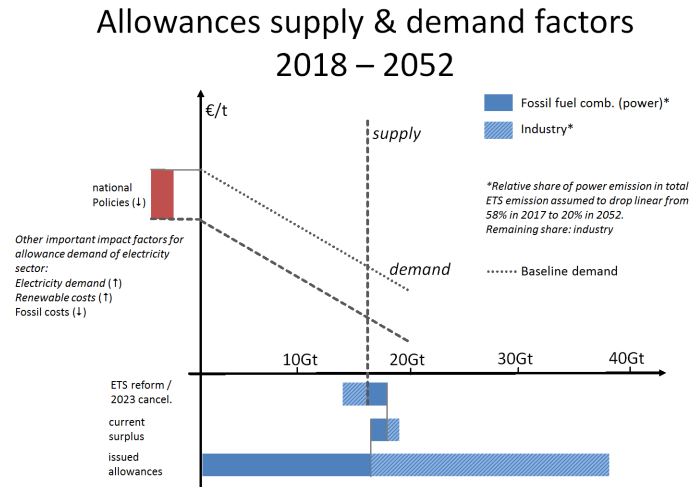 Allowances supply & demand factors
2018 – 2052
€/t
Fossil fuel comb. (power)*
Industry*
supply
national
Policies (↓)
*Relative share of power emission in total
ETS emission assumed to drop linear from
58% in 2017 to 20% in 2052.
Remaining share: industry
Other important impact factors for
allowance demand of electricity
sector:
Electricity demand (↑)
Renewable costs (↑)
Fossil costs (↓)
demand
Baseline demand
10Gt
20Gt
30Gt
40Gt
ETS reform /
2023 cancel.
current
surplus
issued
allowances